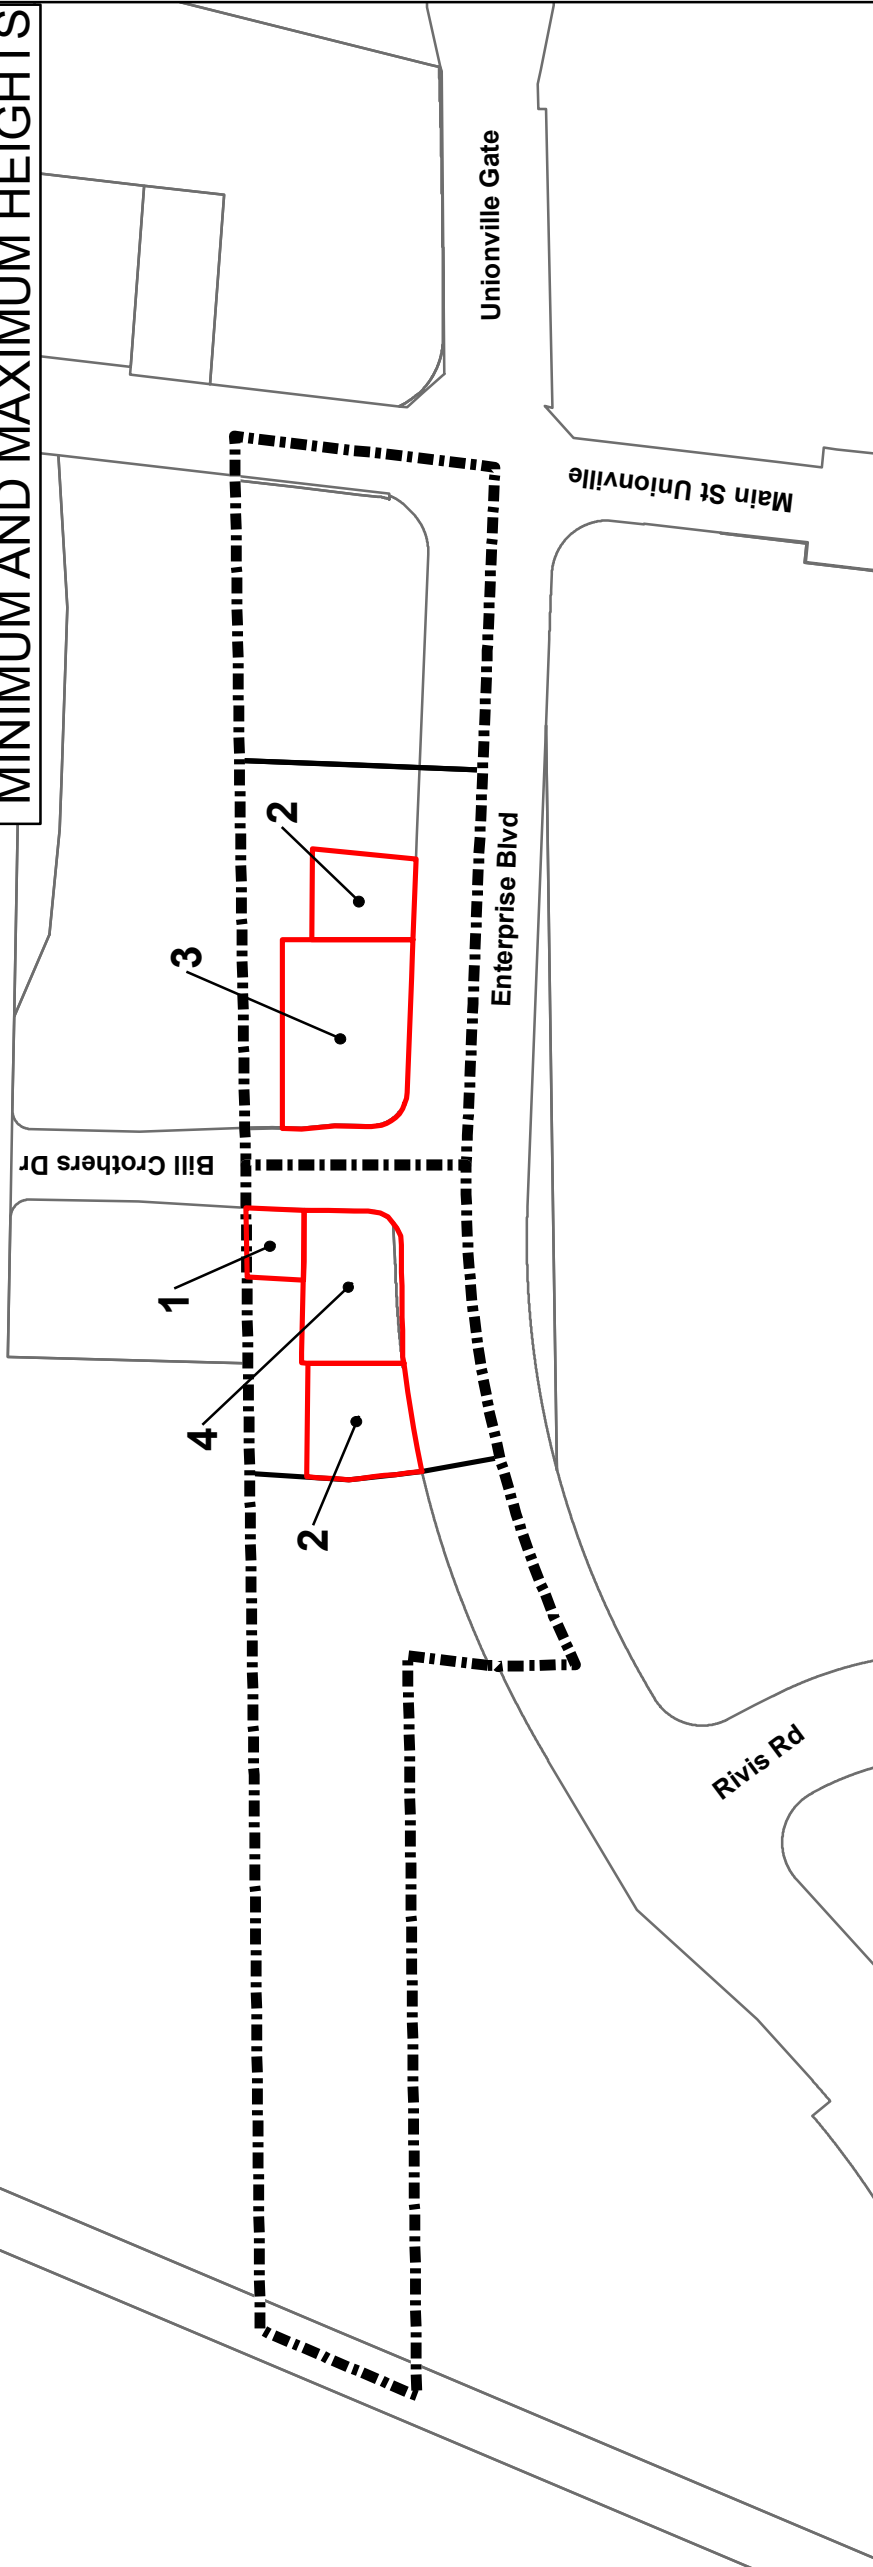 MINIMUM AND MAXIMUM HEIGHTS
Unionville Gate
Main St Unionville
2
3
Enterprise Blvd
Bill Crothers Dr
1
4
2
Rivis Rd